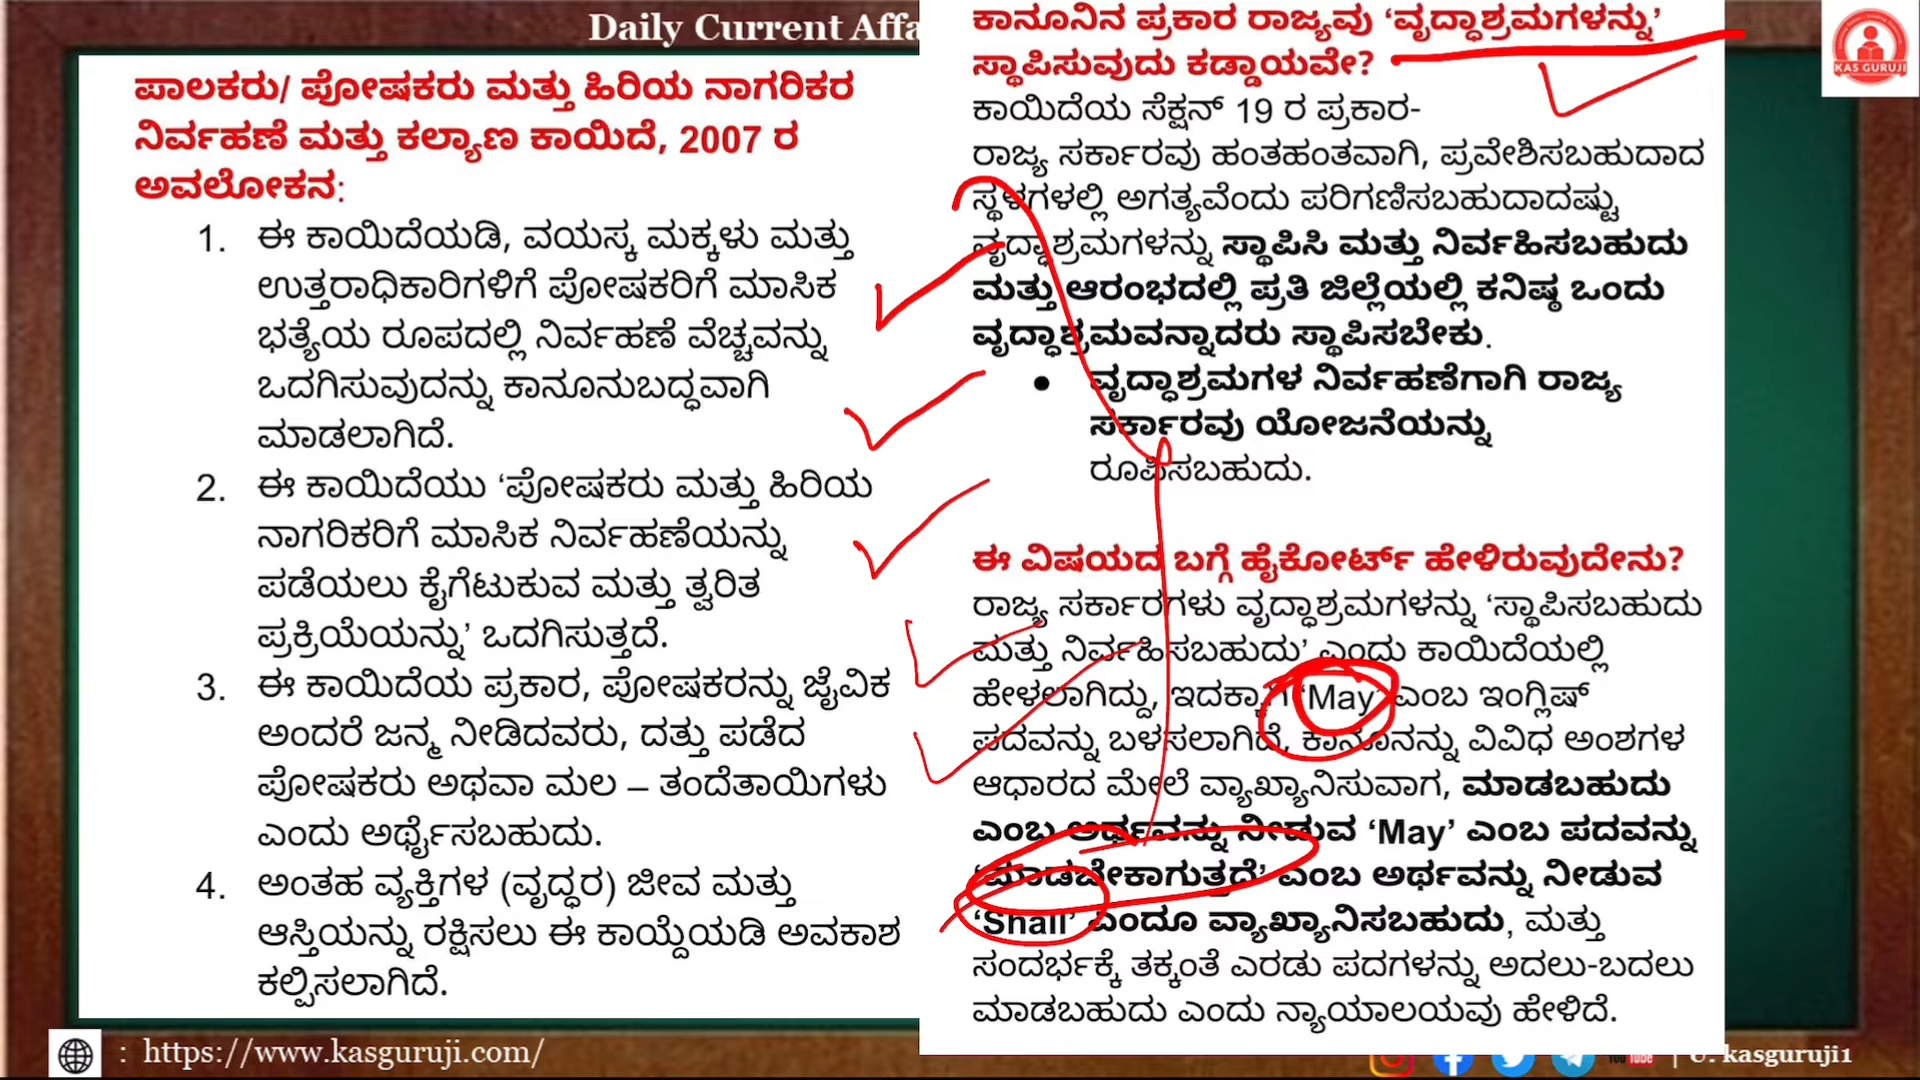 Daily Current Affa
ಪಾಲಕರು/ ಪೋಷಕರು ಮತ್ತು ಹಿರಿಯ ನಾಗರಿಕರ
ನಿರ್ವಹಣೆ ಮತ್ತು ಕಲ್ಯಾಣ ಕಾಯಿದೆ, 2007 ರ
ಅವಲೋಕನ:
1. ಈ ಕಾಯಿದೆಯಡಿ, ವಯಸ್ಕ ಮಕ್ಕಳು ಮತ್ತು
ಉತ್ತರಾಧಿಕಾರಿಗಳಿಗೆ ಪೋಷಕರಿಗೆ ಮಾಸಿಕ
ಭತ್ಯೆಯ ರೂಪದಲ್ಲಿ ನಿರ್ವಹಣೆ ವೆಚ್ಚವನ್ನು
ಒದಗಿಸುವುದನ್ನು ಕಾನೂನುಬದ್ಧವಾಗಿ
ಮಾಡಲಾಗಿದೆ.
2. ಈ ಕಾಯಿದೆಯು ‘ಪೋಷಕರು ಮತ್ತು ಹಿರಿಯ
ನಾಗರಿಕರಿಗೆ ಮಾಸಿಕ ನಿರ್ವಹಣೆಯನ್ನು
ಪಡೆಯಲು ಕೈಗೆಟುಕುವ ಮತ್ತು ತ್ವರಿತ
ಪ್ರಕ್ರಿಯೆಯನ್ನು’ ಒದಗಿಸುತ್ತದೆ.
3. ಈ ಕಾಯಿದೆಯ ಪ್ರಕಾರ, ಪೋಷಕರನ್ನು ಜೈವಿಕ
ಅಂದರೆ ಜನ್ಮ ನೀಡಿದವರು, ದತ್ತು ಪಡೆದ
ಪೋಷಕರು ಅಥವಾ ಮಲ – ತಂದೆತಾಯಿಗಳು
ಎಂದು ಅರ್ಥೈಸಬಹುದು.
4. ಅಂತಹ ವ್ಯಕ್ತಿಗಳ (ವೃದ್ಧರ) ಜೀವ ಮತ್ತು
ಆಸ್ತಿಯನ್ನು ರಕ್ಷಿಸಲು ಈ ಕಾಯ್ದೆಯಡಿ ಅವಕಾಶ
ಕಲ್ಪಿಸಲಾಗಿದೆ.
ಕಾನೂನಿನ ಪ್ರಕಾರ ರಾಜ್ಯವು ‘ವೃದ್ಧಾಶ್ರಮಗಳನ್ನು’
ಸ್ಥಾಪಿಸುವುದು ಕಡ್ಡಾಯವೇ?
ಕಾಯಿದೆಯ ಸೆಕ್ಷನ್ 19 ರ ಪ್ರಕಾರ-
ರಾಜ್ಯ ಸರ್ಕಾರವು ಹಂತಹಂತವಾಗಿ, ಪ್ರವೇಶಿಸಬಹುದಾದ
ಸ್ಥಳಗಳಲ್ಲಿ ಅಗತ್ಯವೆಂದು ಪರಿಗಣಿಸಬಹುದಾದಷ್ಟು
ವೃದ್ಧಾಶ್ರಮಗಳನ್ನು ಸ್ಥಾಪಿಸಿ ಮತ್ತು ನಿರ್ವಹಿಸಬಹುದು
ಮತ್ತು ಆರಂಭದಲ್ಲಿ ಪ್ರತಿ ಜಿಲ್ಲೆಯಲ್ಲಿ ಕನಿಷ್ಠ ಒಂದು
ವೃದ್ಧಾಶ್ರಮವನ್ನಾದರು ಸ್ಥಾಪಿಸಬೇಕು.
● ವೃದ್ಧಾಶ್ರಮಗಳ ನಿರ್ವಹಣೆಗಾಗಿ ರಾಜ್ಯ
ಸರ್ಕಾರವು ಯೋಜನೆಯನ್ನು
ರೂಪಿಸಬಹುದು.
ಈ ವಿಷಯದ ಬಗ್ಗೆ ಹೈಕೋರ್ಟ್ ಹೇಳಿರುವುದೇನು?
ರಾಜ್ಯ ಸರ್ಕಾರಗಳು ವೃದ್ಧಾಶ್ರಮಗಳನ್ನು ‘ಸ್ಥಾಪಿಸಬಹುದು
ಮತ್ತು ನಿರ್ವಹಿಸಬಹುದು’ ಎಂದು ಕಾಯಿದೆಯಲ್ಲಿ
ಹೇಳಲಾಗಿದ್ದು, ಇದಕ್ಕಾಗಿ ‘May’ ಎಂಬ ಇಂಗ್ಲಿಷ್
ಪದವನ್ನು ಬಳಸಲಾಗಿದೆ, ಕಾನೂನನ್ನು ವಿವಿಧ ಅಂಶಗಳ
ಆಧಾರದ ಮೇಲೆ ವ್ಯಾಖ್ಯಾನಿಸುವಾಗ, ಮಾಡಬಹುದು
ಎಂಬ ಅರ್ಥವನ್ನು ನೀಡುವ ‘May’ ಎಂಬ ಪದವನ್ನು
‘ಮಾಡಬೇಕಾಗುತ್ತದೆ’ ಎಂಬ ಅರ್ಥವನ್ನು ನೀಡುವ
‘Shall’ ಎಂದೂ ವ್ಯಾಖ್ಯಾನಿಸಬಹುದು, ಮತ್ತು
ಸಂದರ್ಭಕ್ಕೆ ತಕ್ಕಂತೆ ಎರಡು ಪದಗಳನ್ನು ಅದಲು-ಬದಲು
ಮಾಡಬಹುದು ಎಂದು ನ್ಯಾಯಾಲಯವು ಹೇಳಿದೆ.
KAS GURUJI
: https://www.kasguruji.com/
| U: kasguruji1